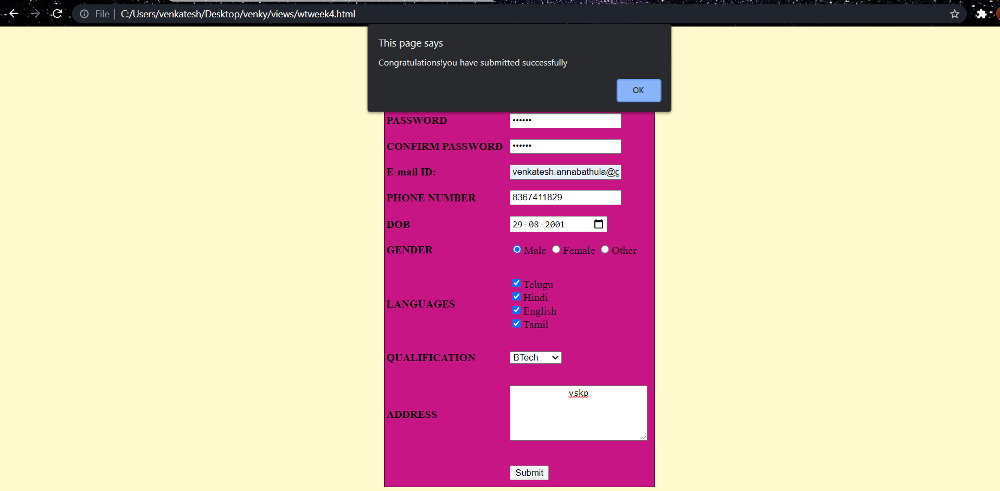 File | C:/Users/venkatesh/Desktop/venky/views/wtweek4.html
This page says
Congratulations!you have submitted successfully
OK
PASSWORD ••••••
CONFIRM PASSWORD ••••••
E-mail ID: venkatesh.annabathula@g
PHONE NUMBER 8367411829
DOB 29-08-2001
GENDER Male Female Other
Telugu
Hindi
LANGUAGES
English
Tamil
QUALIFICATION BTech
vskp
ADDRESS
Submit